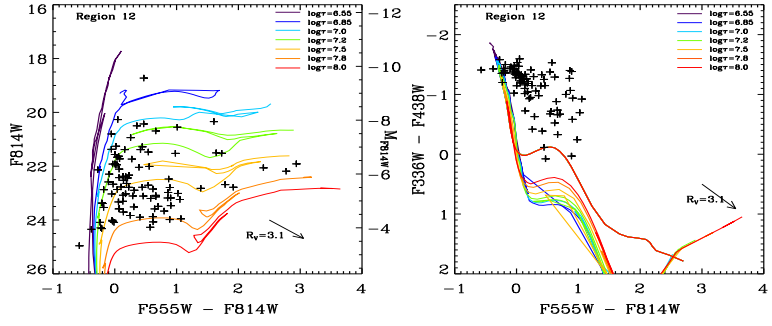 Region 12
logτ=6.55
logτ=6.85
logτ=7.0
logτ=7.2
logτ=7.5
logτ=7.8
logτ=8.0
16
18
20
22
24
26
F814W
−12
−10
−8
−6
−4
M_F814W
R_V=3.1
−1 0 1 2 3 4
F555W − F814W
Region 12
logτ=6.55
logτ=6.85
logτ=7.0
logτ=7.2
logτ=7.5
logτ=7.8
logτ=8.0
−2
−1
0
1
2
F336W − F438W
R_V=3.1
−1 0 1 2 3 4
F555W − F814W